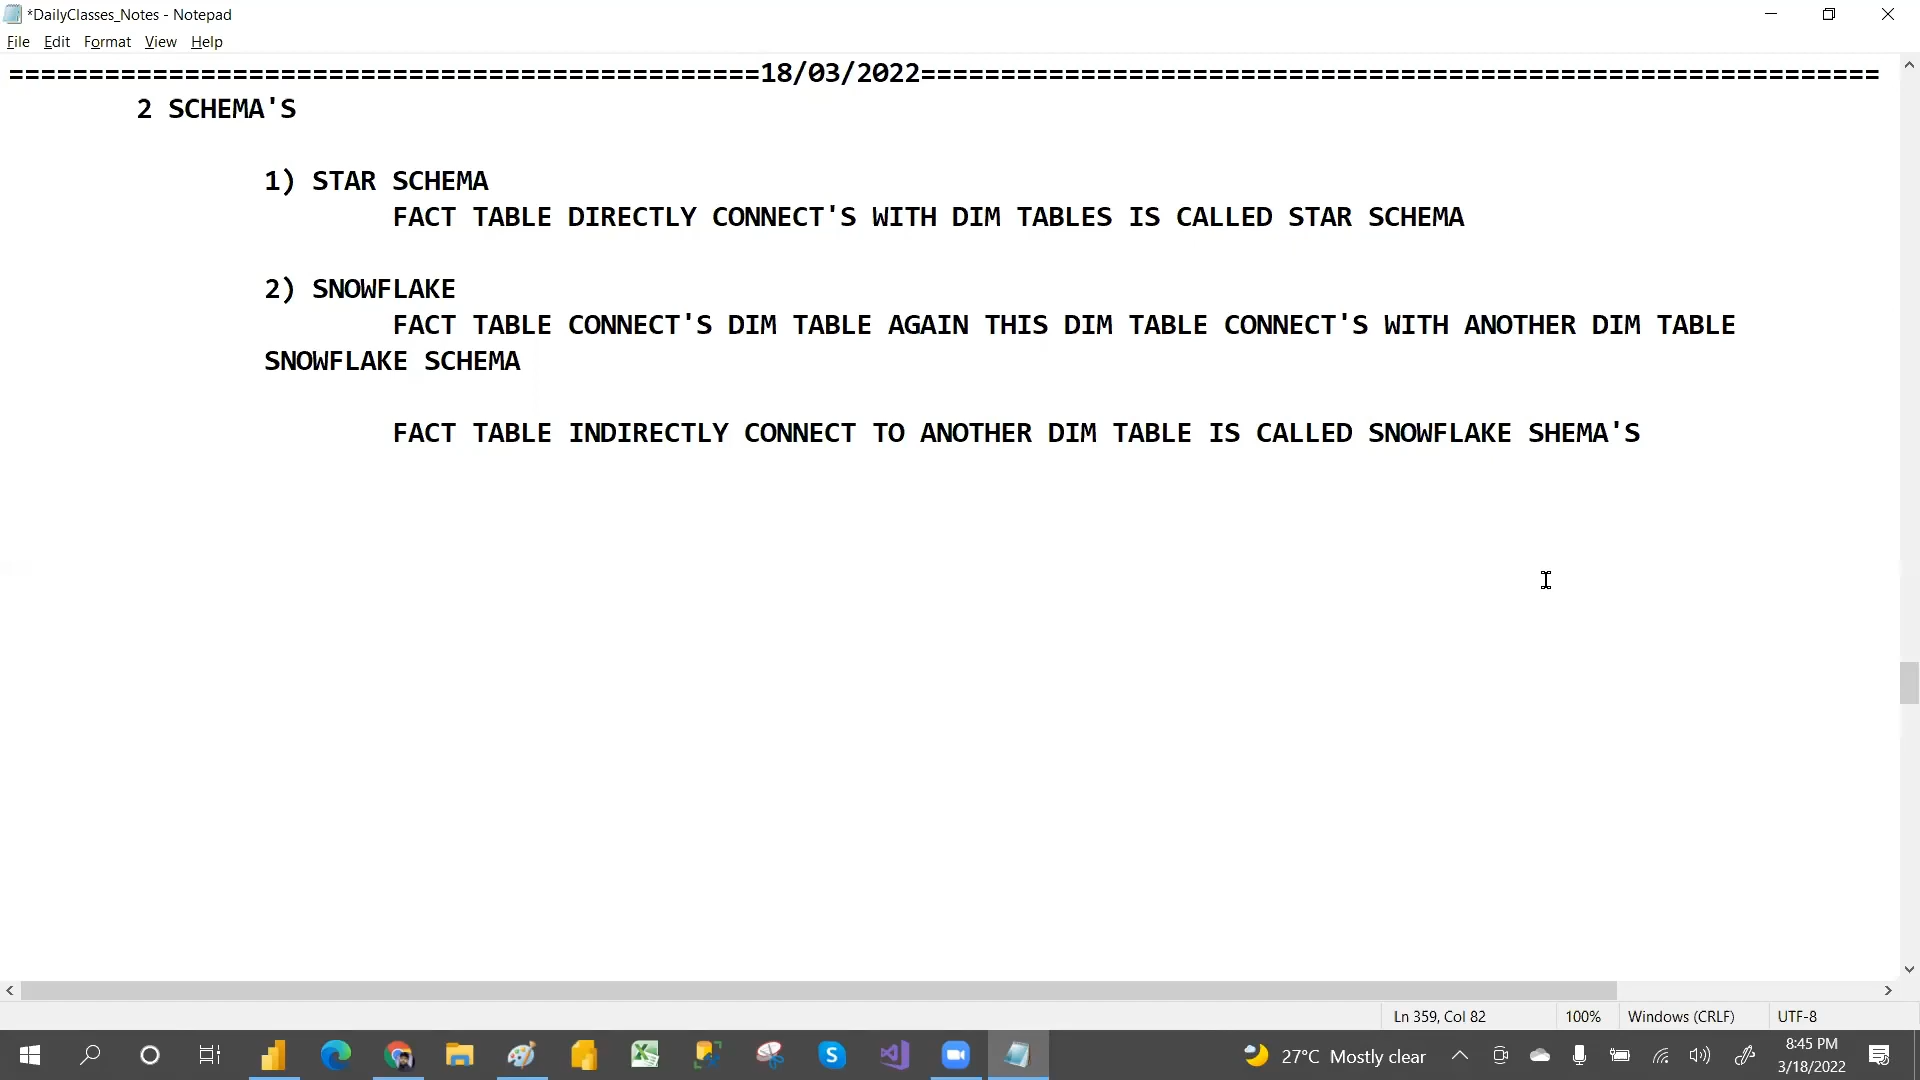 *DailyClasses_Notes - Notepad
File Edit Format View Help
===============================================18/03/2022============================================================
2 SCHEMA'S
1) STAR SCHEMA
FACT TABLE DIRECTLY CONNECT'S WITH DIM TABLES IS CALLED STAR SCHEMA
2) SNOWFLAKE
FACT TABLE CONNECT'S DIM TABLE AGAIN THIS DIM TABLE CONNECT'S WITH ANOTHER DIM TABLE
SNOWFLAKE SCHEMA
FACT TABLE INDIRECTLY CONNECT TO ANOTHER DIM TABLE IS CALLED SNOWFLAKE SHEMA'S
Ln 359, Col 82 100% Windows (CRLF) UTF-8
27°C Mostly clear 8:45 PM
3/18/2022